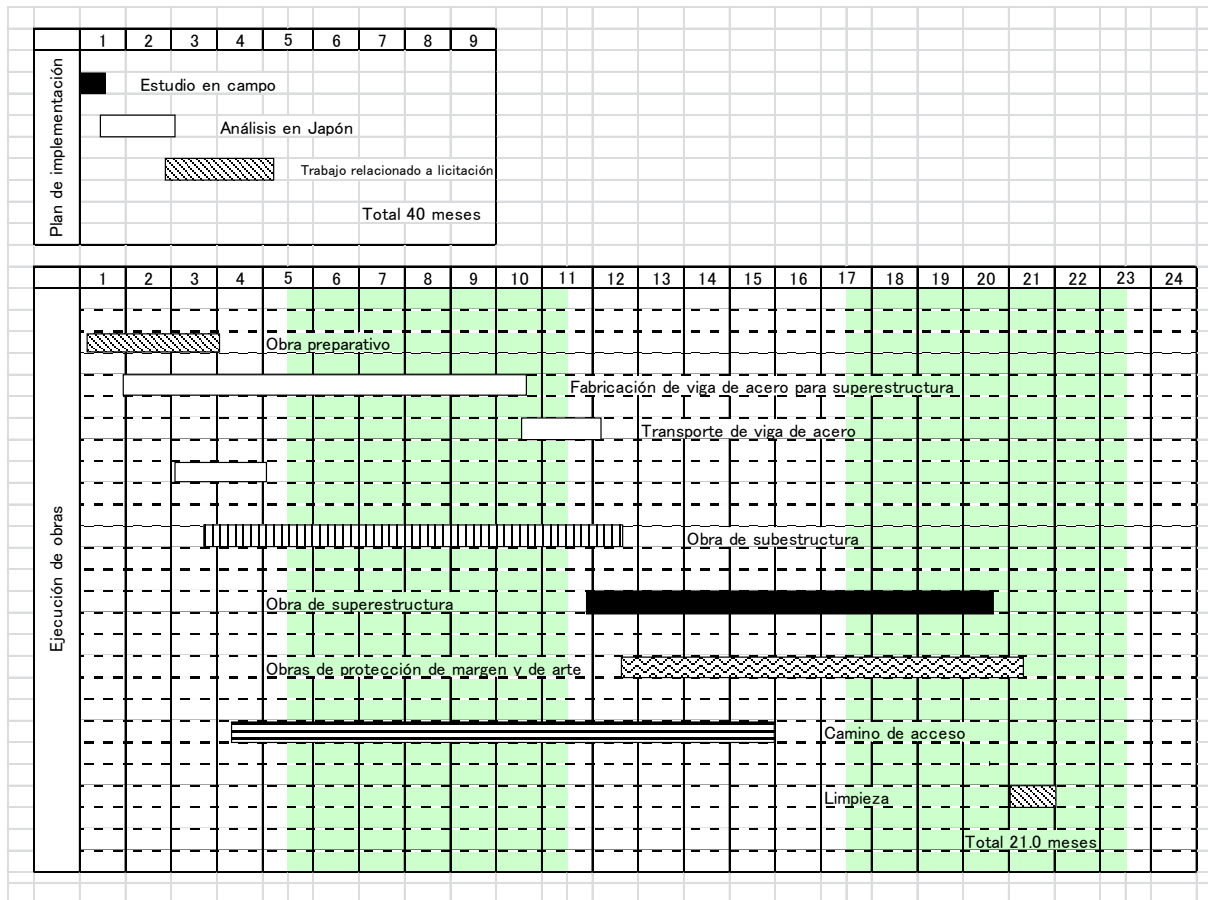 1 2 3 4 5 6 7 8 9
Plan de implementación
Estudio en campo
Análisis en Japón
Trabajo relacionado a licitación
Total 40 meses
1 2 3 4 5 6 7 8 9 10 11 12 13 14 15 16 17 18 19 20 21 22 23 24
Ejecución de obras
Obra preparativo
Fabricación de viga de acero para superestructura
Transporte de viga de acero
Obra de subestructura
Obra de superestructura
Obras de protección de margen y de arte
Camino de acceso
Limpieza
Total 21.0 meses